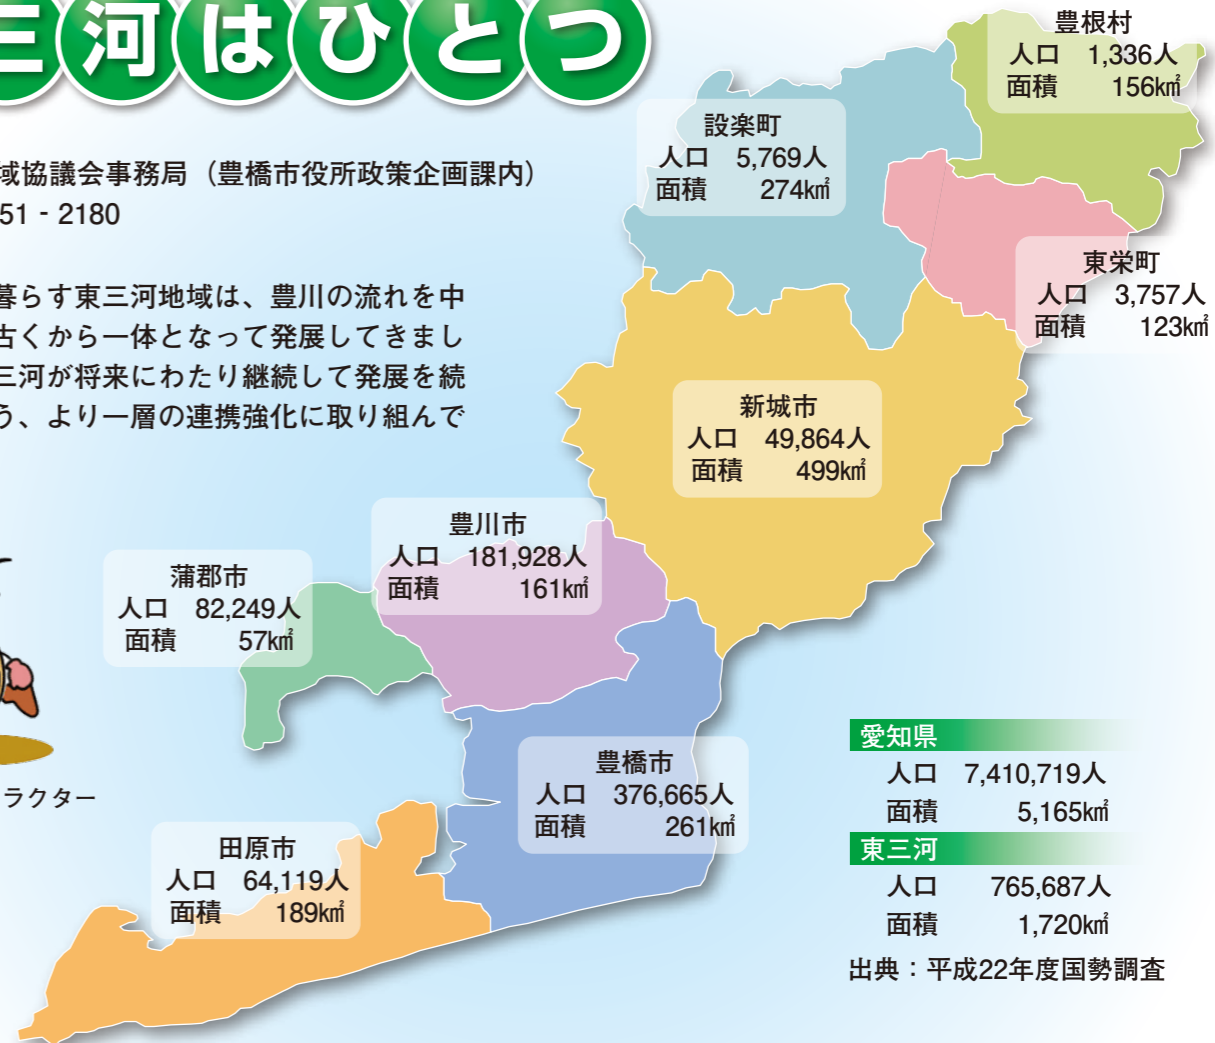 三河はひとつ
域協議会事務局（豊橋市役所政策企画課内）
51‐2180
暮らす東三河地域は、豊川の流れを中
古くから一体となって発展してきまし
三河が将来にわたり継続して発展を続
う、より一層の連携強化に取り組んで
ラクター
豊根村
人口 1,336人
面積 156㎢
設楽町
人口 5,769人
面積 274㎢
東栄町
人口 3,757人
面積 123㎢
新城市
人口 49,864人
面積 499㎢
豊川市
人口 181,928人
面積 161㎢
蒲郡市
人口 82,249人
面積 57㎢
豊橋市
人口 376,665人
面積 261㎢
田原市
人口 64,119人
面積 189㎢
愛知県
人口 7,410,719人
面積 5,165㎢
東三河
人口 765,687人
面積 1,720㎢
出典：平成22年度国勢調査